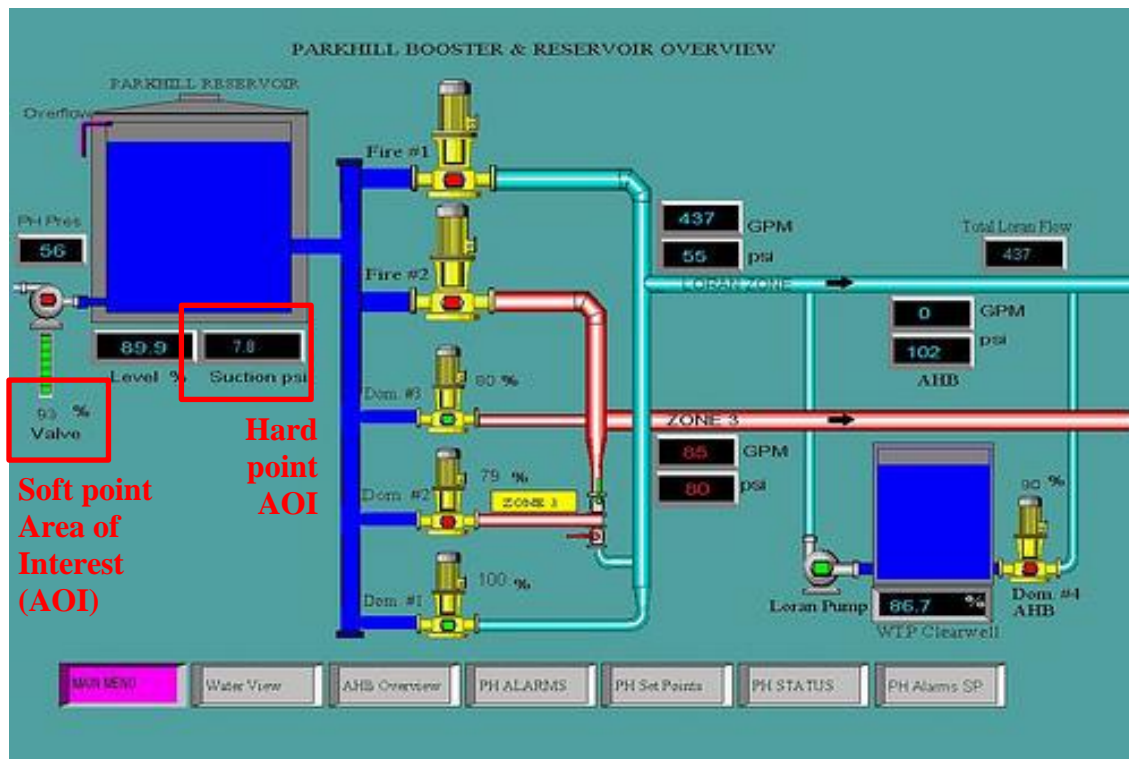 PARKHILL BOOSTER & RESERVOIR OVERVIEW
PARKHILL RESERVOIR
Overflow
Fire #1
PH Pres
56
437 GPM
55 psi
Total Loran Flow
437
Fire #2
LORAN ZONE
0 GPM
102 psi
AHB
89.9
Level %
7.8
Suction psi
Dom. #3
80 %
93 %
Valve
Hard
point
AOI
ZONE 3
85 GPM
80 psi
Soft point
Area of
Interest
(AOI)
Dom. #2
79 %
ZONE 3
90 %
Dom. #1
100 %
Loran Pump
86.7 %
WTP Clearwell
Dom. #4
AHB
MAIN MENU
Water View
AHB Overview
PH ALARMS
PH Set Points
PH STATUS
PH Alarms SP